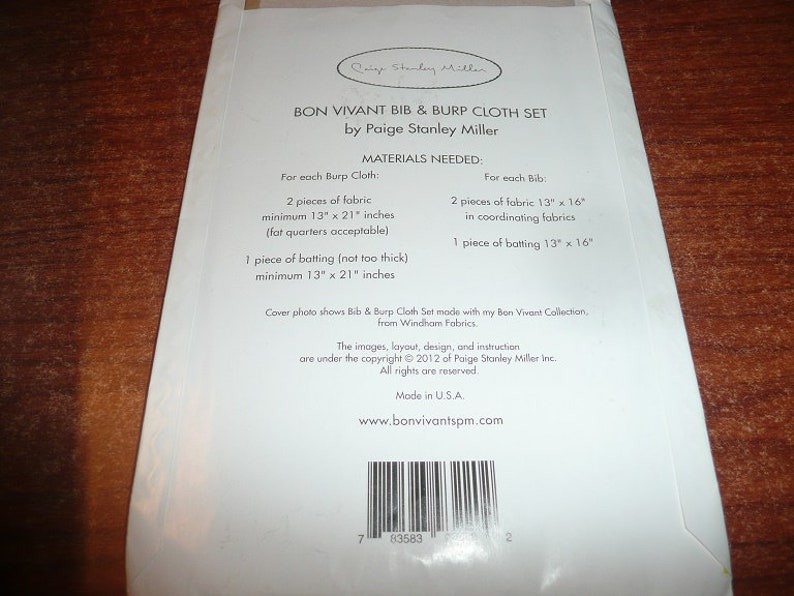 Paige Stanley Miller
BON VIVANT BIB & BURP CLOTH SET
by Paige Stanley Miller
MATERIALS NEEDED:
For each Burp Cloth:
2 pieces of fabric
minimum 13" x 21" inches
(fat quarters acceptable)
1 piece of batting (not too thick)
minimum 13" x 21" inches
For each Bib:
2 pieces of fabric 13" x 16"
in coordinating fabrics
1 piece of batting 13" x 16"
Cover photo shows Bib & Burp Cloth Set made with my Bon Vivant Collection,
from Windham Fabrics.
The images, layout, design, and instruction
are under the copyright © 2012 of Paige Stanley Miller Inc.
All rights are reserved.
Made in U.S.A.
www.bonvivantspm.com
7 83583 2